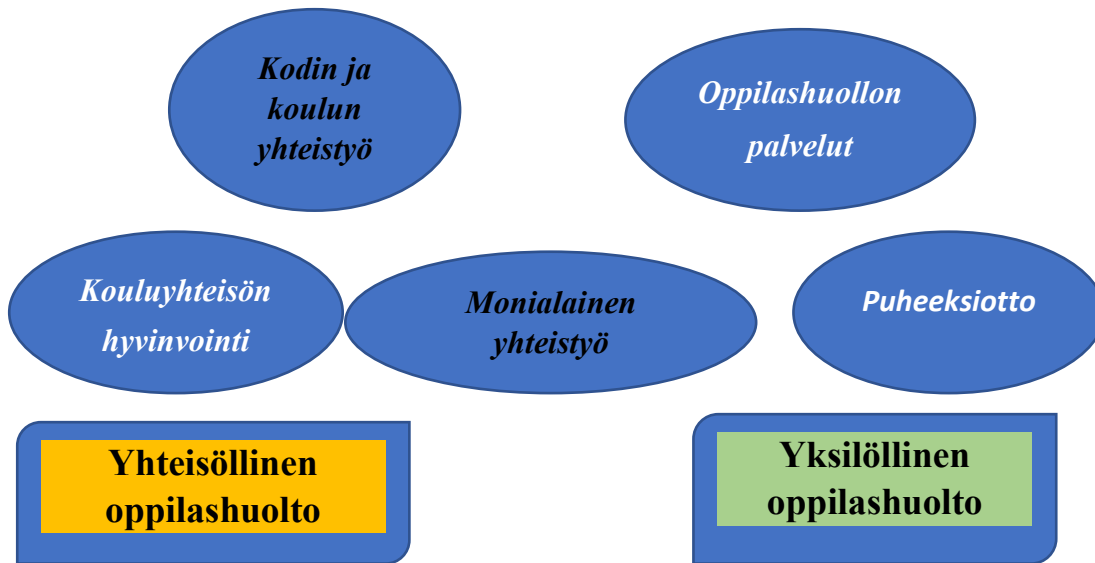 Kodin ja
koulun
yhteistyö
Oppilashuollon
palvelut
Kouluyhteisön
hyvinvointi
Monialainen
yhteistyö
Puheeksiotto
Yhteisöllinen
oppilashuolto
Yksilöllinen
oppilashuolto